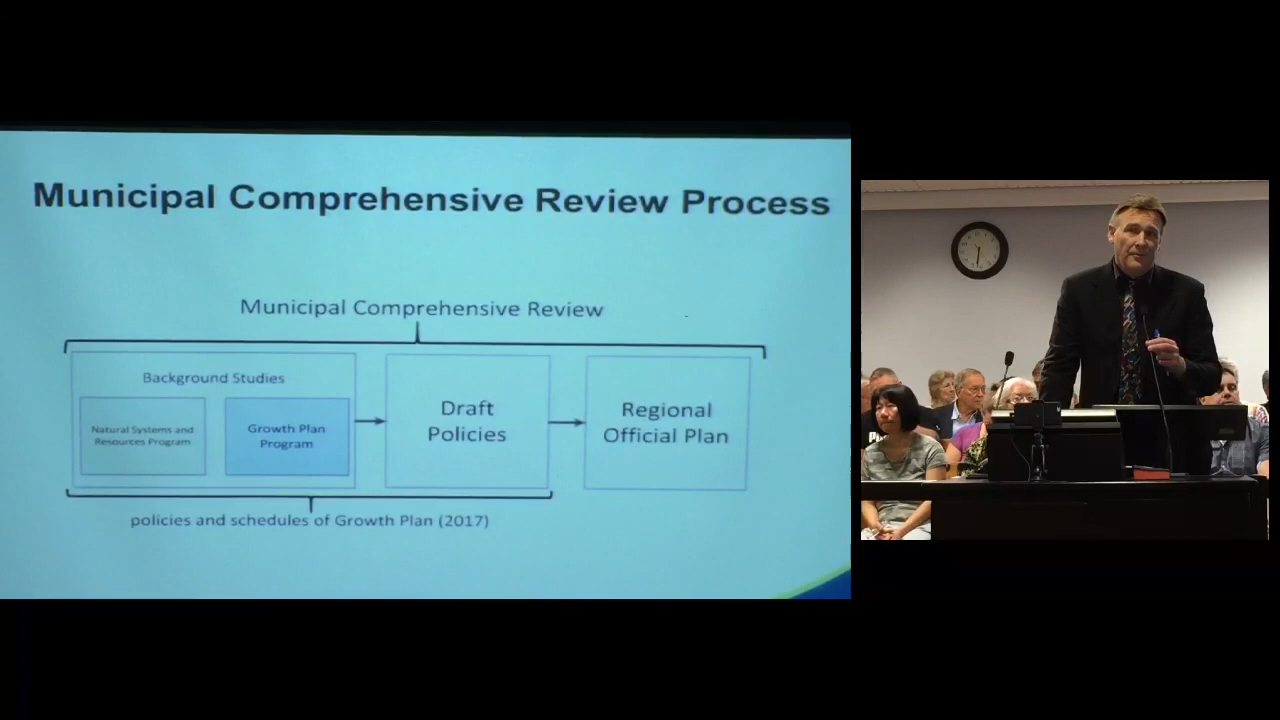 Municipal Comprehensive Review Process
Municipal Comprehensive Review
Background Studies
Natural Systems and
Resources Program
Growth Plan
Program
Draft
Policies
Regional
Official Plan
policies and schedules of Growth Plan (2017)